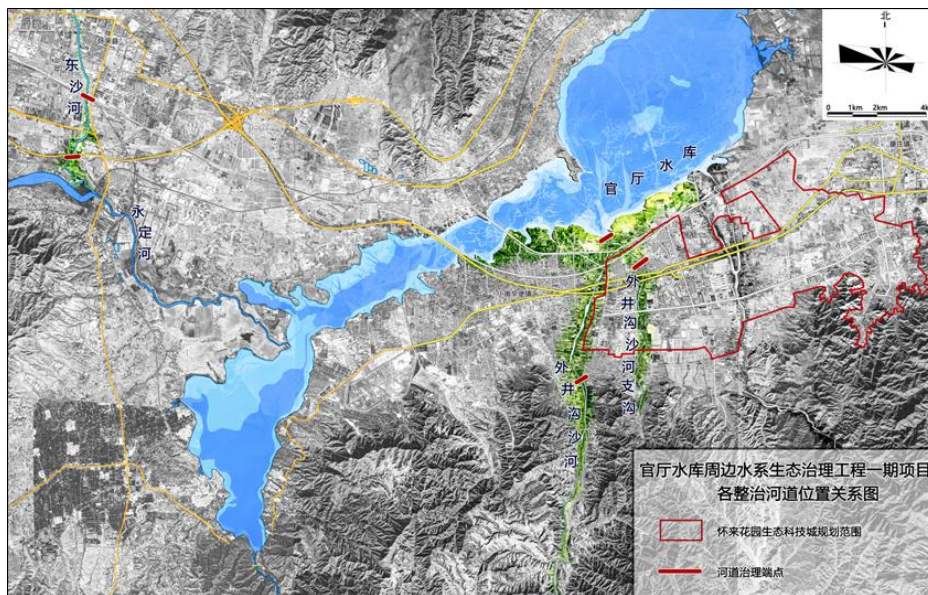 北
0 1km 2km 4k
东沙河
官厅水库
永定河
外井沟沙河支沟
外井沟沙河
官厅水库周边水系生态治理工程一期项目
各整治河道位置关系图
怀来花园生态科技城规划范围
河道治理端点